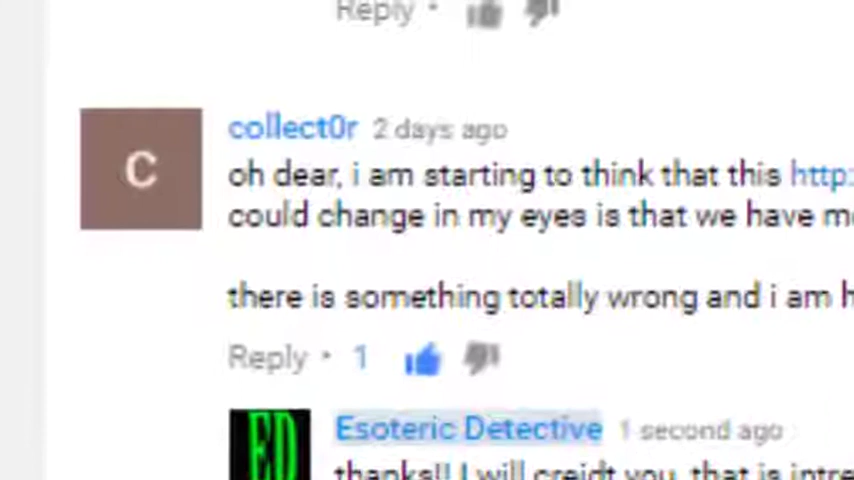 Reply •
C
collect0r 2 days ago
oh dear, i am starting to think that this http:
could change in my eyes is that we have
there is something totally wrong and i am
Reply • 1
ED
Esoteric Detective 1 second ago
thanks!! I will creidt you, that is